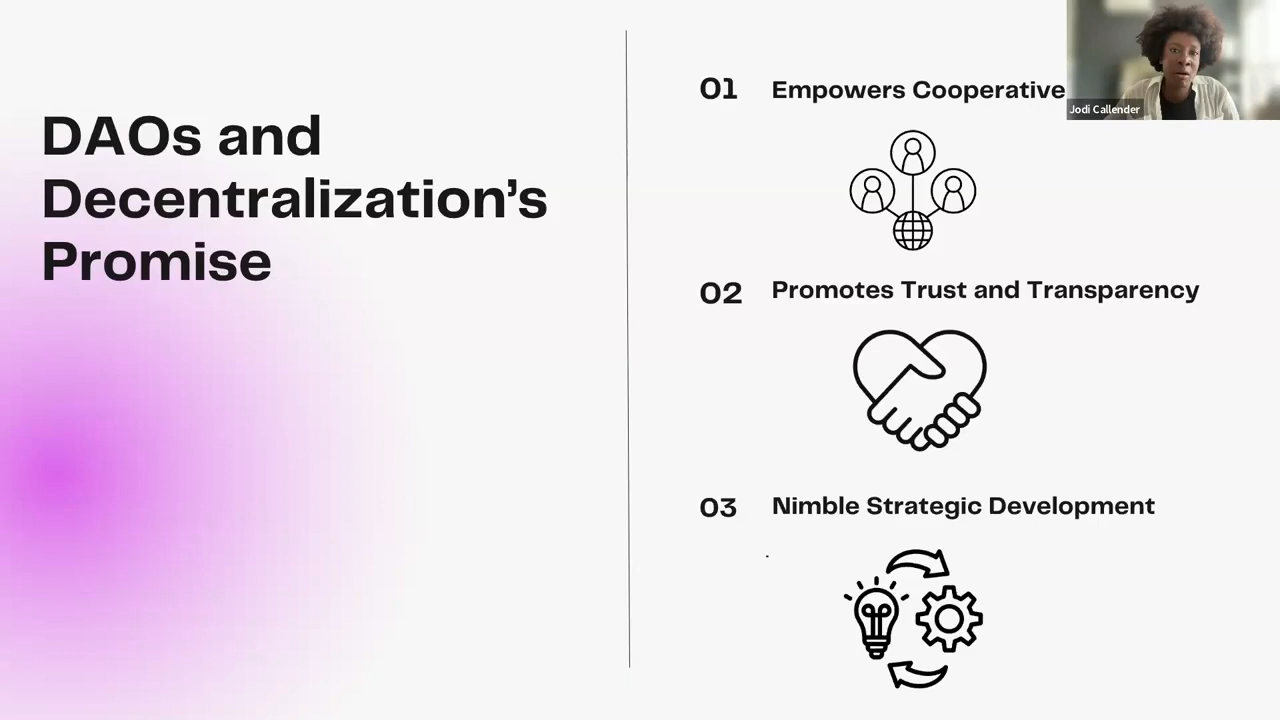 DAOs and
Decentralization’s
Promise
01 Empowers Cooperative
02 Promotes Trust and Transparency
03 Nimble Strategic Development
Jodi Callender